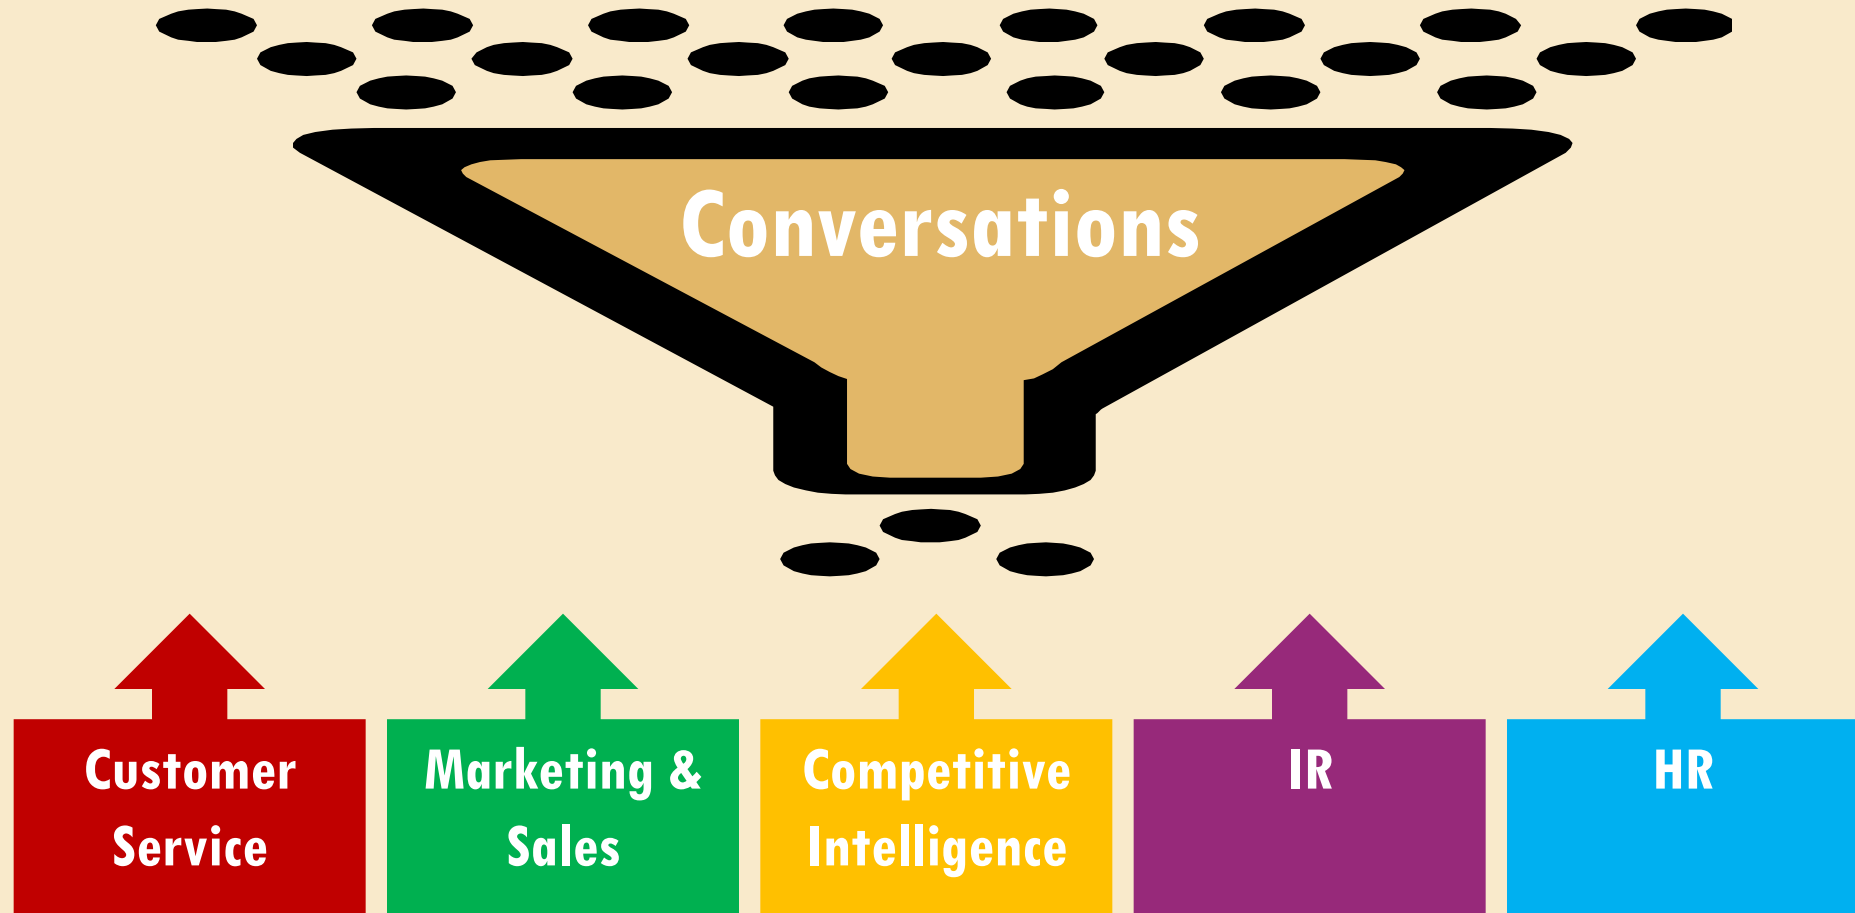 Conversations
Customer
Service
Marketing &
Sales
Competitive
Intelligence
IR
HR